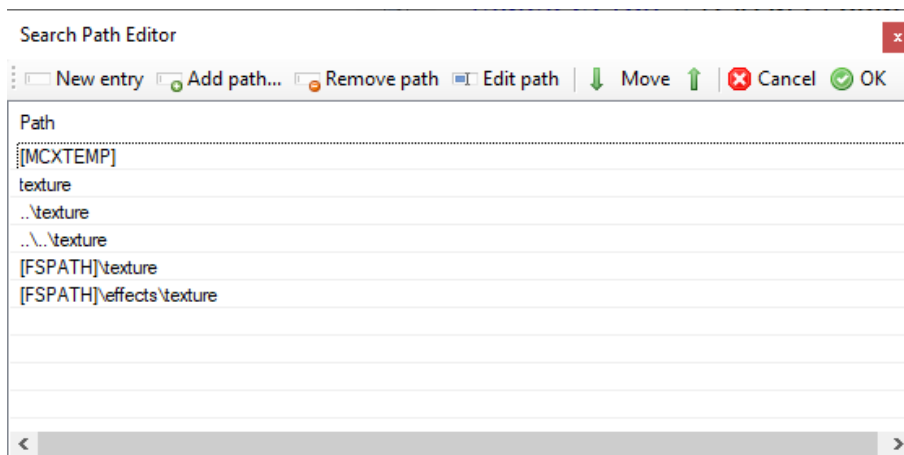 Search Path Editor
x
New entry Add path... Remove path Edit path Move Cancel OK
Path
[MCXTEMP]
texture
..\texture
..\..\texture
[FSPATH]\texture
[FSPATH]\effects\texture